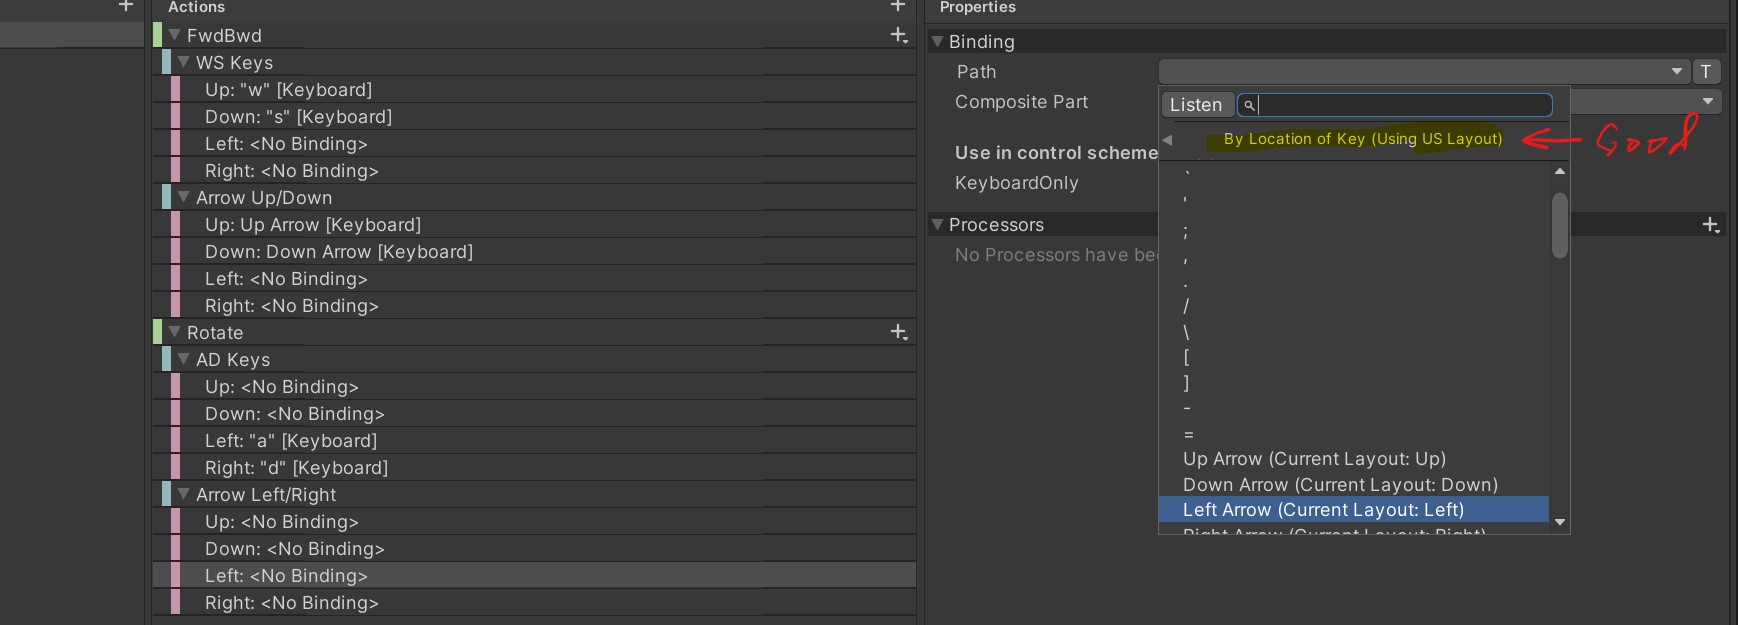 Actions
FwdBwd
WS Keys
Up: "w" [Keyboard]
Down: "s" [Keyboard]
Left: <No Binding>
Right: <No Binding>
Arrow Up/Down
Up: Up Arrow [Keyboard]
Down: Down Arrow [Keyboard]
Left: <No Binding>
Right: <No Binding>
Rotate
AD Keys
Up: <No Binding>
Down: <No Binding>
Left: "a" [Keyboard]
Right: "d" [Keyboard]
Arrow Left/Right
Up: <No Binding>
Down: <No Binding>
Left: <No Binding>
Right: <No Binding>
Properties
Binding
Path
T
Composite Part
Use in control scheme
KeyboardOnly
Processors
No Processors have be
Listen
By Location of Key (Using US Layout)
Good
`
'
;
,
.
/
\
[
]
-
=
Up Arrow (Current Layout: Up)
Down Arrow (Current Layout: Down)
Left Arrow (Current Layout: Left)
Right Arrow (Current Layout: Right)